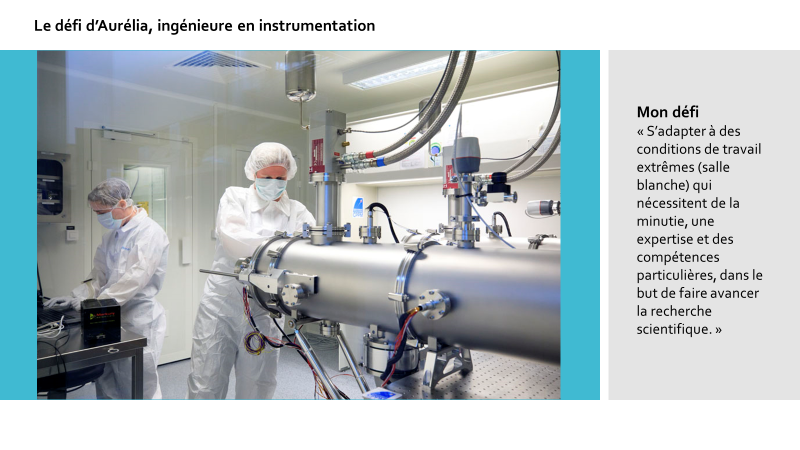 Le défi d’Aurélia, ingénieure en instrumentation
Mon défi
« S’adapter à des
conditions de travail
extrêmes (salle
blanche) qui
nécessitent de la
minutie, une
expertise et des
compétences
particulières, dans le
but de faire avancer
la recherche
scientifique. »